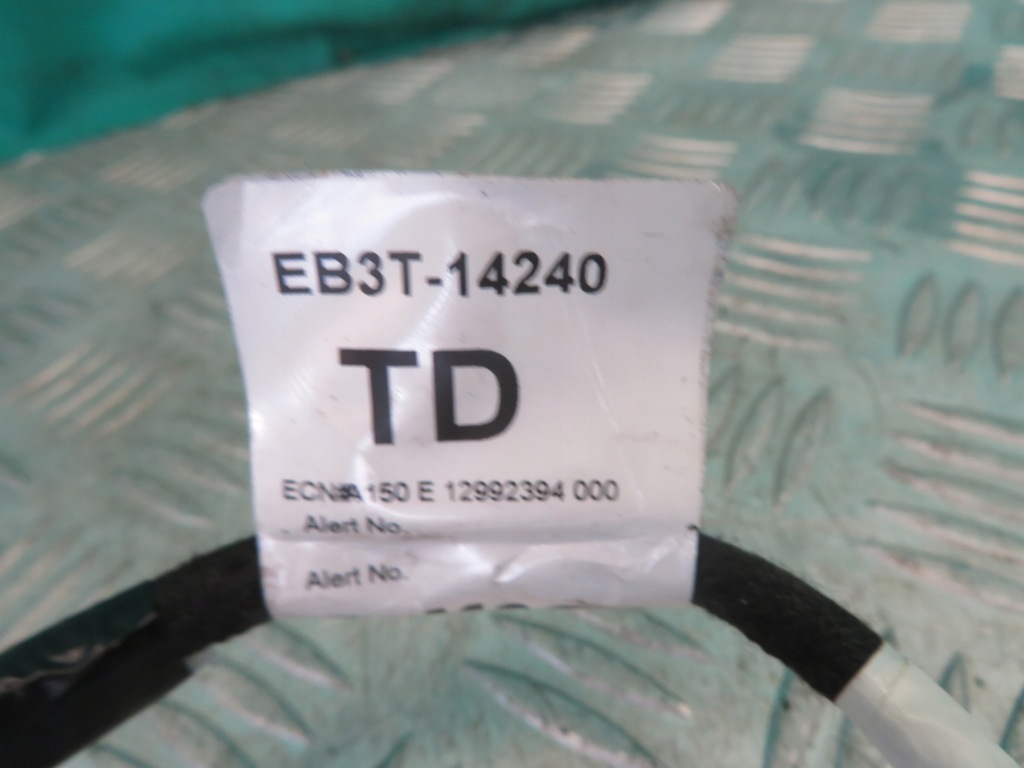 EB3T-14240
TD
ECN#A150 E 12992394 000
Alert No.
Alert No.